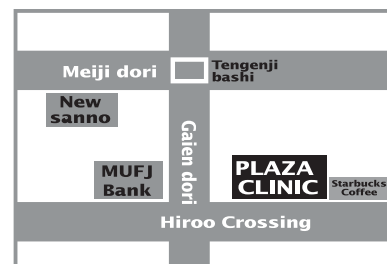 Meiji dori
Tengenji
bashi
New
sanno
Gaien dori
MUFJ
Bank
PLAZA
CLINIC
Starbucks
Coffee
Hiroo Crossing